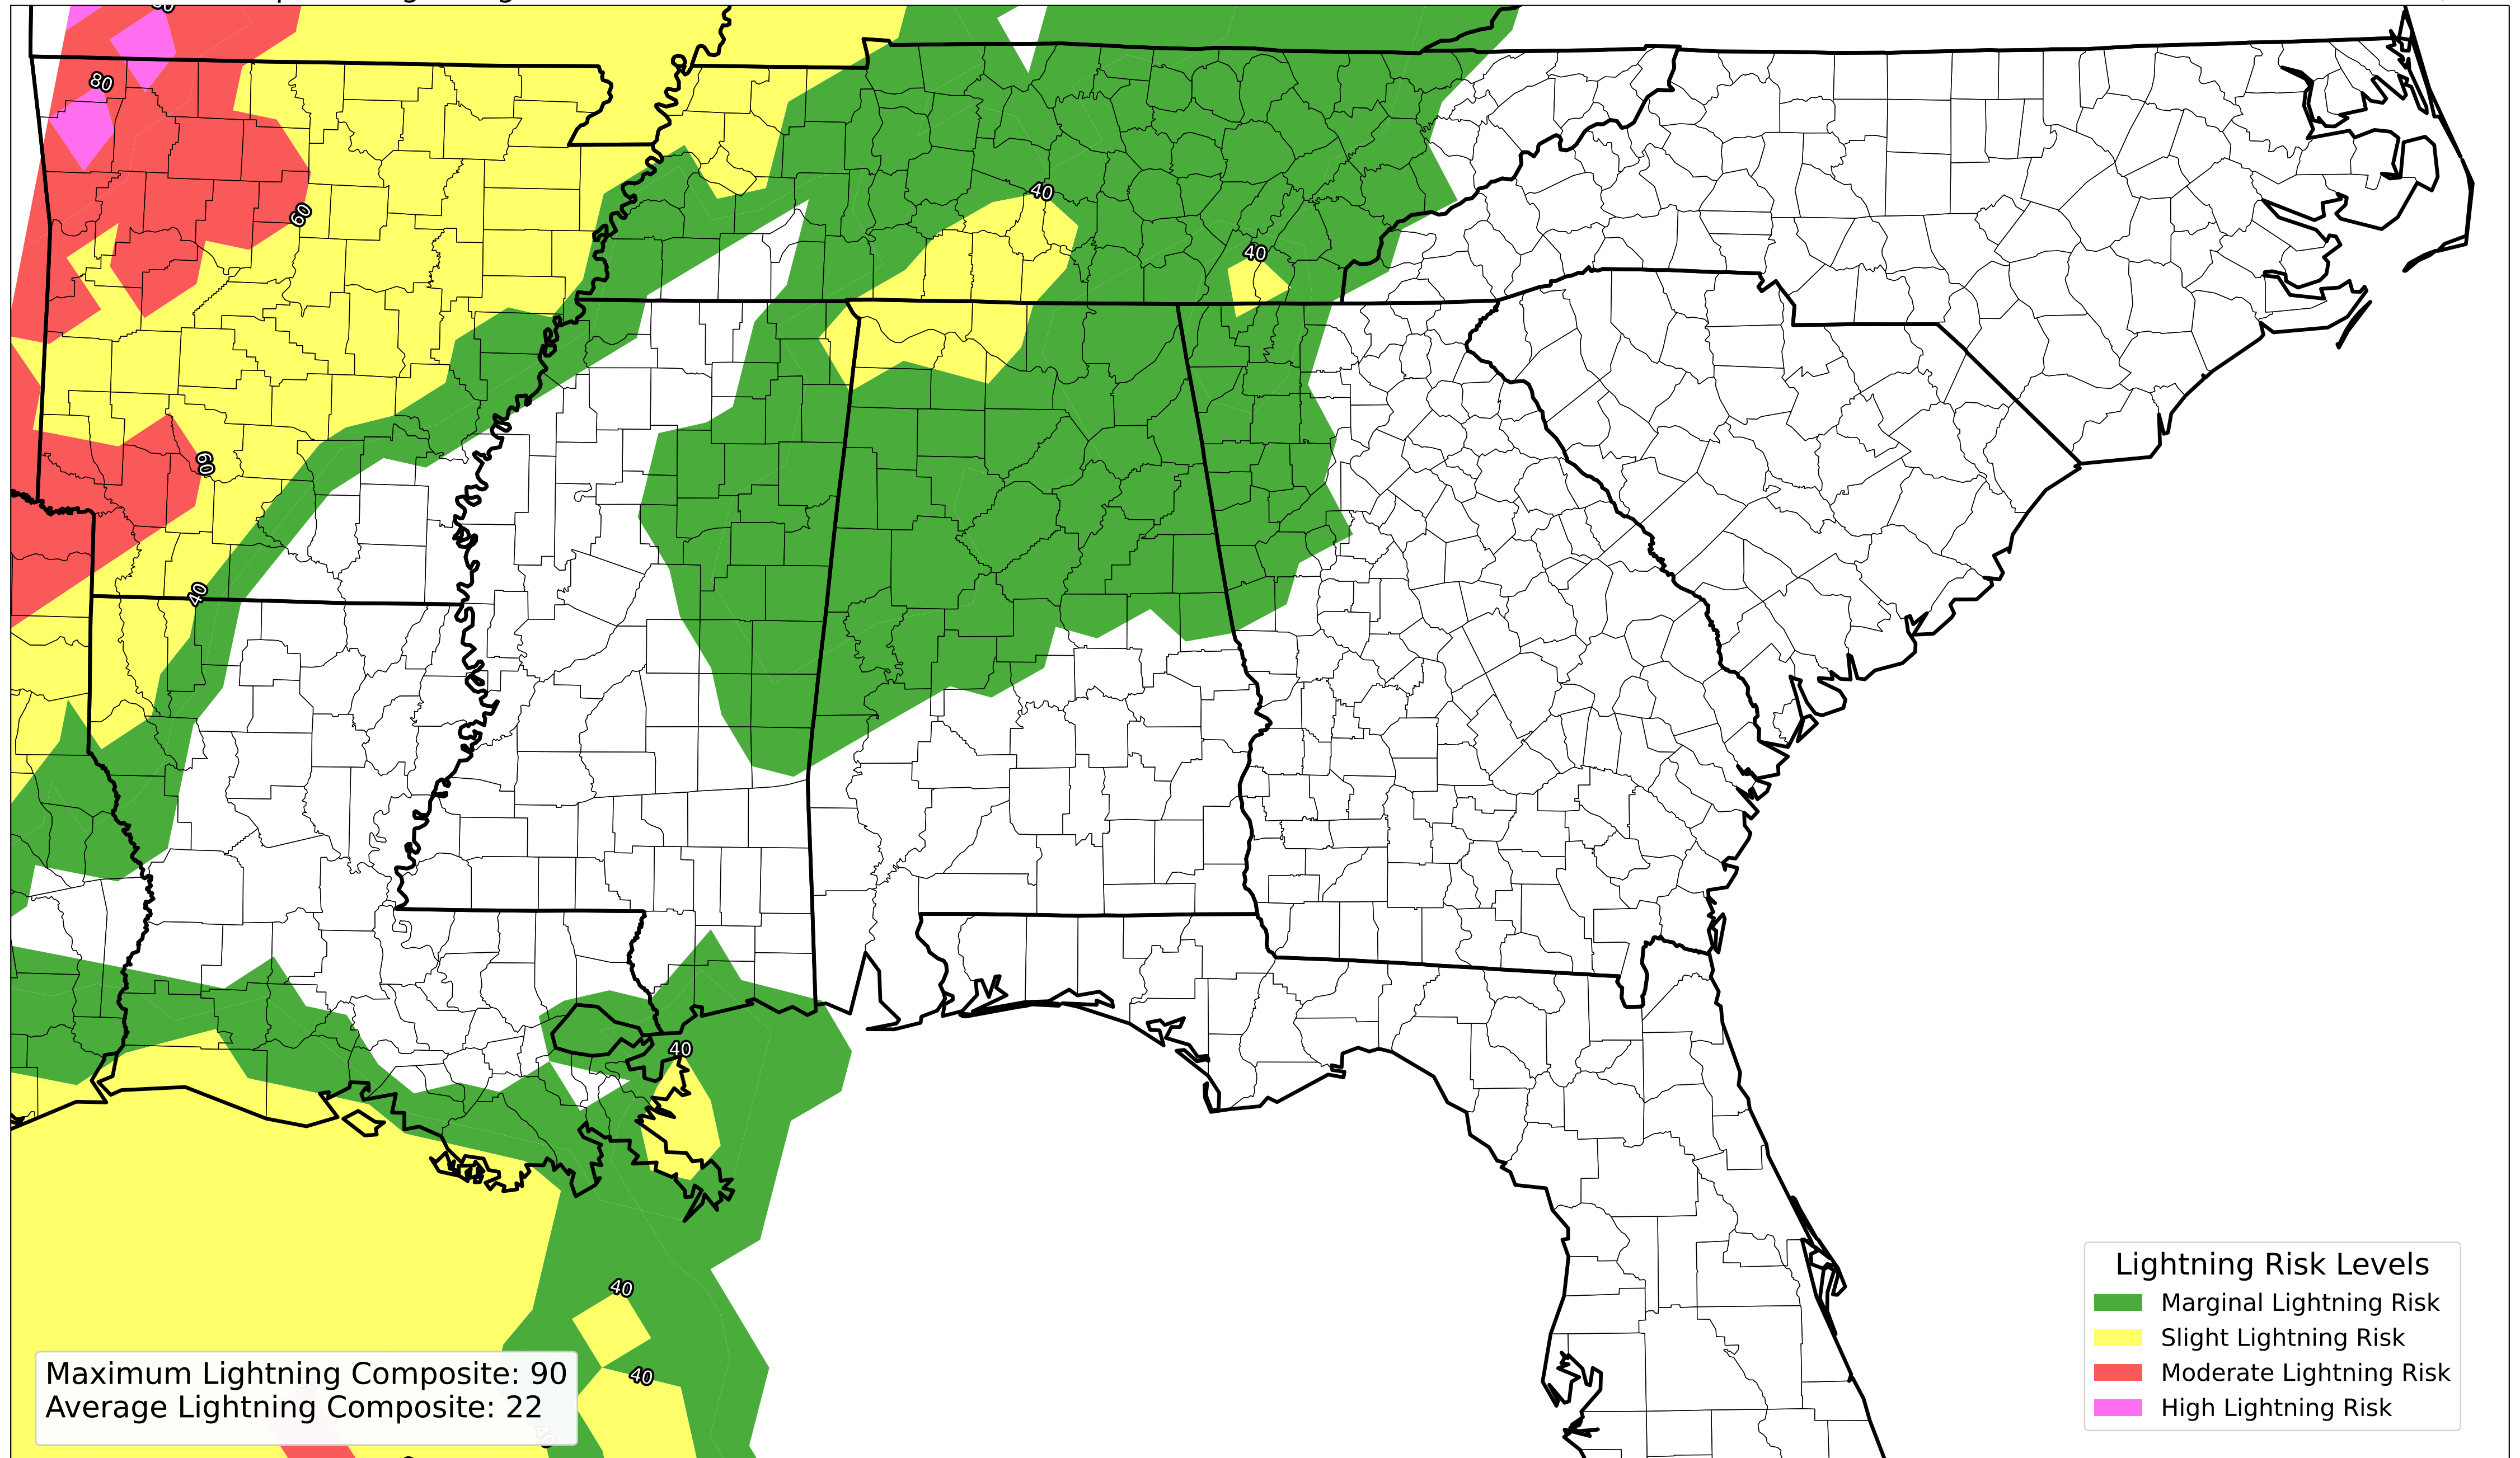 80
40
60
40
60
40
40
40
40
Maximum Lightning Composite: 90
Average Lightning Composite: 22
Lightning Risk Levels
Marginal Lightning Risk
Slight Lightning Risk
Moderate Lightning Risk
High Lightning Risk